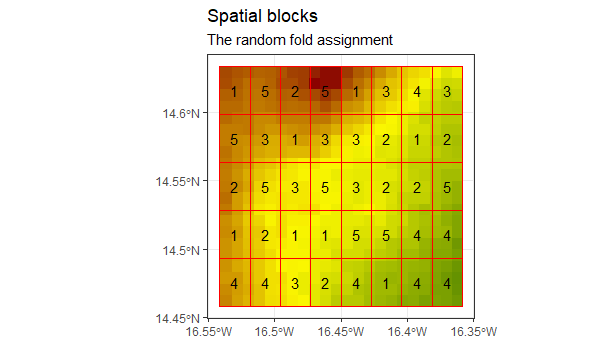 Spatial blocks
The random fold assignment
14.6°N
14.55°N
14.5°N
14.45°N
1 5 2 5 1 3 4 3
5 3 1 3 3 2 1 2
2 5 3 5 3 2 2 5
1 2 1 1 5 5 4 4
4 4 3 2 4 1 4 4
16.55°W 16.5°W 16.45°W 16.4°W 16.35°W